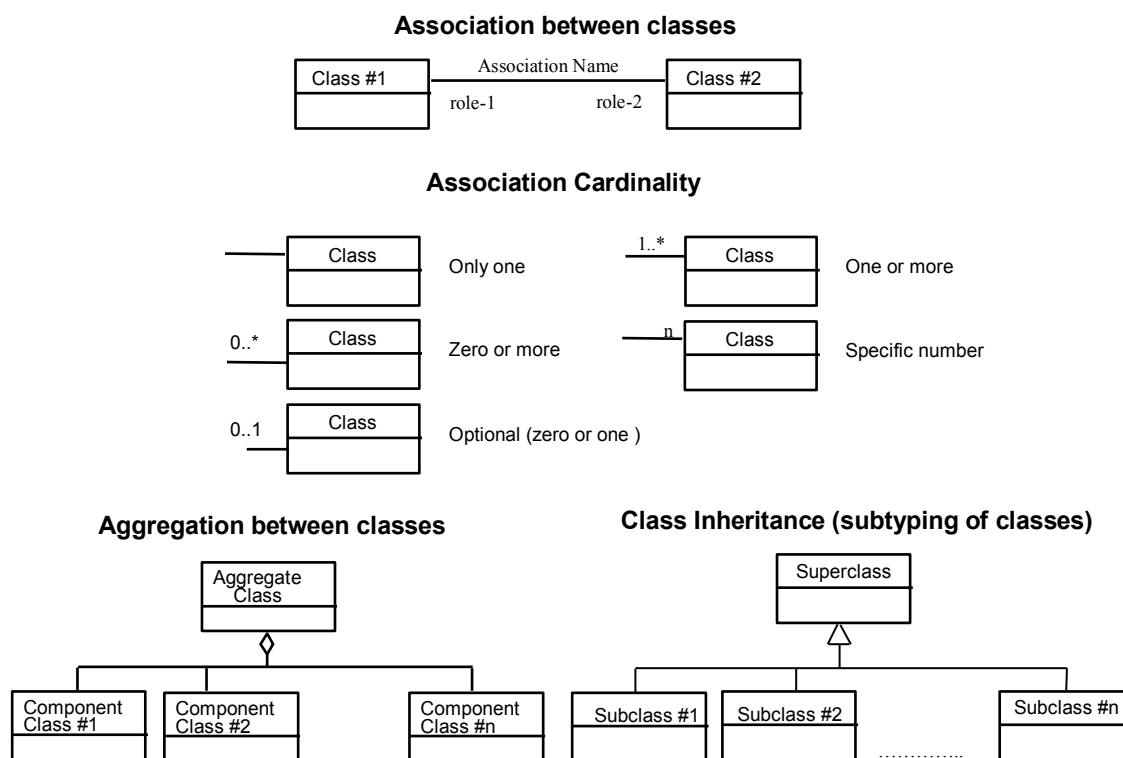 Association between classes
Class #1
Association Name
Class #2
role-1
role-2
Association Cardinality
Class
Only one
1..*
Class
One or more
0..*
Class
Zero or more
n
Class
Specific number
0..1
Class
Optional (zero or one )
Aggregation between classes
Class Inheritance (subtyping of classes)
Aggregate
Class
Superclass
Component
Class #1
Component
Class #2
Component
Class #n
Subclass #1
Subclass #2
…………..
Subclass #n